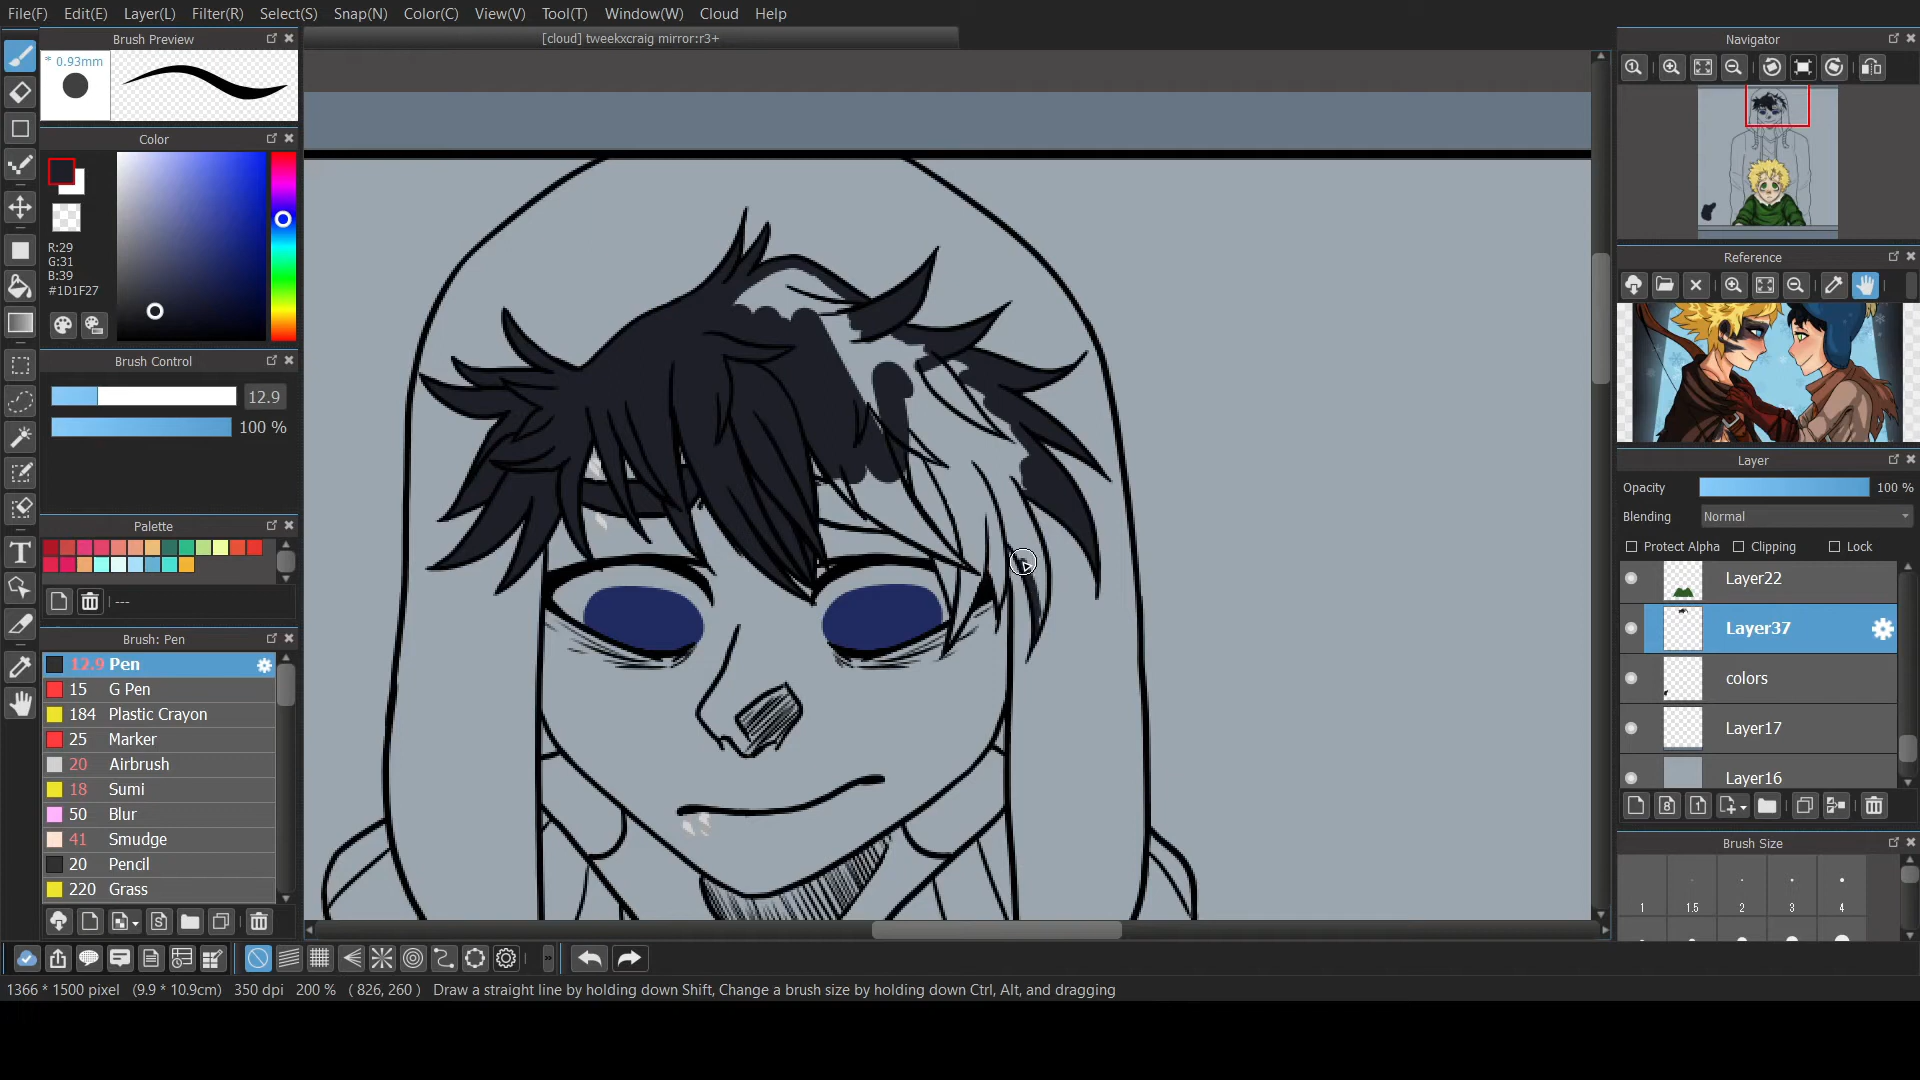 File(F) Edit(E) Layer(L) Filter(R) Select(S) Snap(N) Color(C) View(V) Tool(T) Window(W) Cloud Help
Brush Preview
[cloud] tweekxcraig mirror:r3+
Navigator
* 0.93mm
Color
R:29
G:31
B:39
#1D1F27
Reference
Brush Control
12.9
100 %
Layer
Opacity 100 %
Blending Normal
Protect Alpha Clipping Lock
Palette
---
Layer22
Layer37
colors
Layer17
Layer16
Brush: Pen
12.9 Pen
15 G Pen
184 Plastic Crayon
25 Marker
20 Airbrush
18 Sumi
50 Blur
41 Smudge
20 Pencil
220 Grass
Brush Size
1 1.5 2 3 4
1366 * 1500 pixel (9.9 * 10.9cm) 350 dpi 200 % ( 826, 260 ) Draw a straight line by holding down Shift, Change a brush size by holding down Ctrl, Alt, and dragging